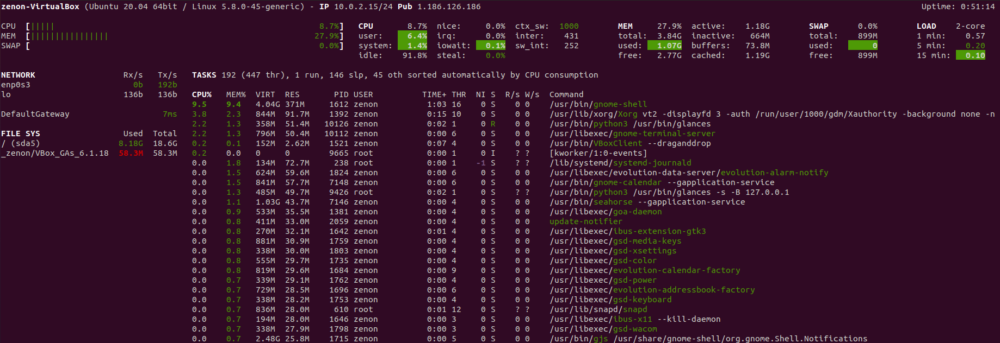 zenon-VirtualBox (Ubuntu 20.04 64bit / Linux 5.8.0-45-generic) - IP 10.0.2.15/24 Pub 1.186.126.186 Uptime: 0:51:14
CPU [||||| 8.7%] CPU 8.7% nice: 0.0% ctx_sw: 1000 MEM 27.9% active: 1.18G SWAP 0.0% LOAD 2-core
MEM [|||||||||||||||| 27.9%] user: 6.4% irq: 0.0% inter: 431 total: 3.84G inactive: 664M total: 899M 1 min: 0.57
SWAP [ 0.0%] system: 1.4% iowait: 0.1% sw_int: 252 used: 1.07G buffers: 73.8M used: 0 5 min: 0.20
idle: 91.8% steal: 0.0% free: 2.77G cached: 1.19G free: 899M 15 min: 0.10
NETWORK Rx/s Tx/s TASKS 192 (447 thr), 1 run, 146 slp, 45 oth sorted automatically by CPU consumption
enp0s3 0b 192b
lo 136b 136b CPU% MEM% VIRT RES PID USER TIME+ THR NI S R/s W/s Command
9.5 9.4 4.04G 371M 1612 zenon 1:03 16 0 S 0 0 /usr/bin/gnome-shell
DefaultGateway 7ms 3.8 2.3 844M 91.7M 1392 zenon 0:15 10 0 S 0 0 /usr/lib/xorg/Xorg vt2 -displayfd 3 -auth /run/user/1000/gdm/Xauthority -background none -n
2.2 1.3 358M 51.4M 10126 zenon 0:02 1 0 R 0 0 /usr/bin/python3 /usr/bin/glances
FILE SYS Used Total 2.2 1.3 796M 50.4M 10112 zenon 0:00 6 0 S 0 0 /usr/libexec/gnome-terminal-server
/ (sda5) 8.18G 18.6G 0.2 0.1 152M 2.62M 1521 zenon 0:07 4 0 S 0 0 /usr/bin/VBoxClient --draganddrop
_zenon/VBox_GAs_6.1.18 58.3M 58.3M 0.2 0.0 0 0 9665 root 0:00 1 0 I ? ? [kworker/1:0-events]
0.0 1.8 134M 72.7M 238 root 0:00 1 -1 S ? ? /lib/systemd/systemd-journald
0.0 1.5 624M 59.6M 1824 zenon 0:00 6 0 S 0 0 /usr/libexec/evolution-data-server/evolution-alarm-notify
0.0 1.5 841M 57.7M 7148 zenon 0:00 6 0 S 0 0 /usr/bin/gnome-calendar --gapplication-service
0.0 1.3 485M 49.7M 9426 root 0:02 1 0 S ? ? /usr/bin/python3 /usr/bin/glances -s -B 127.0.0.1
0.0 1.1 1.03G 43.7M 7146 zenon 0:00 4 0 S 0 0 /usr/bin/seahorse --gapplication-service
0.0 0.9 533M 35.5M 1381 zenon 0:00 4 0 S 0 0 /usr/libexec/goa-daemon
0.0 0.8 411M 33.0M 2059 zenon 0:00 4 0 S 0 0 update-notifier
0.0 0.8 270M 32.1M 1642 zenon 0:01 4 0 S 0 0 /usr/libexec/ibus-extension-gtk3
0.0 0.8 881M 30.9M 1759 zenon 0:00 4 0 S 0 0 /usr/libexec/gsd-media-keys
0.0 0.8 338M 30.0M 1803 zenon 0:00 4 0 S 0 0 /usr/libexec/gsd-xsettings
0.0 0.8 555M 29.7M 1735 zenon 0:00 4 0 S 0 0 /usr/libexec/gsd-color
0.0 0.8 819M 29.6M 1684 zenon 0:00 9 0 S 0 0 /usr/libexec/evolution-calendar-factory
0.0 0.7 339M 29.1M 1762 zenon 0:00 4 0 S 0 0 /usr/libexec/gsd-power
0.0 0.7 729M 28.5M 1696 zenon 0:00 6 0 S 0 0 /usr/libexec/evolution-addressbook-factory
0.0 0.7 338M 28.2M 1753 zenon 0:00 4 0 S 0 0 /usr/libexec/gsd-keyboard
0.0 0.7 836M 28.0M 610 root 0:01 12 0 S ? ? /usr/lib/snapd/snapd
0.0 0.7 194M 28.0M 1646 zenon 0:00 3 0 S 0 0 /usr/libexec/ibus-x11 --kill-daemon
0.0 0.7 338M 27.9M 1798 zenon 0:00 3 0 S 0 0 /usr/libexec/gsd-wacom
0.0 0.7 2.48G 25.8M 1715 zenon 0:00 5 0 S 0 0 /usr/bin/gjs /usr/share/gnome-shell/org.gnome.Shell.Notifications